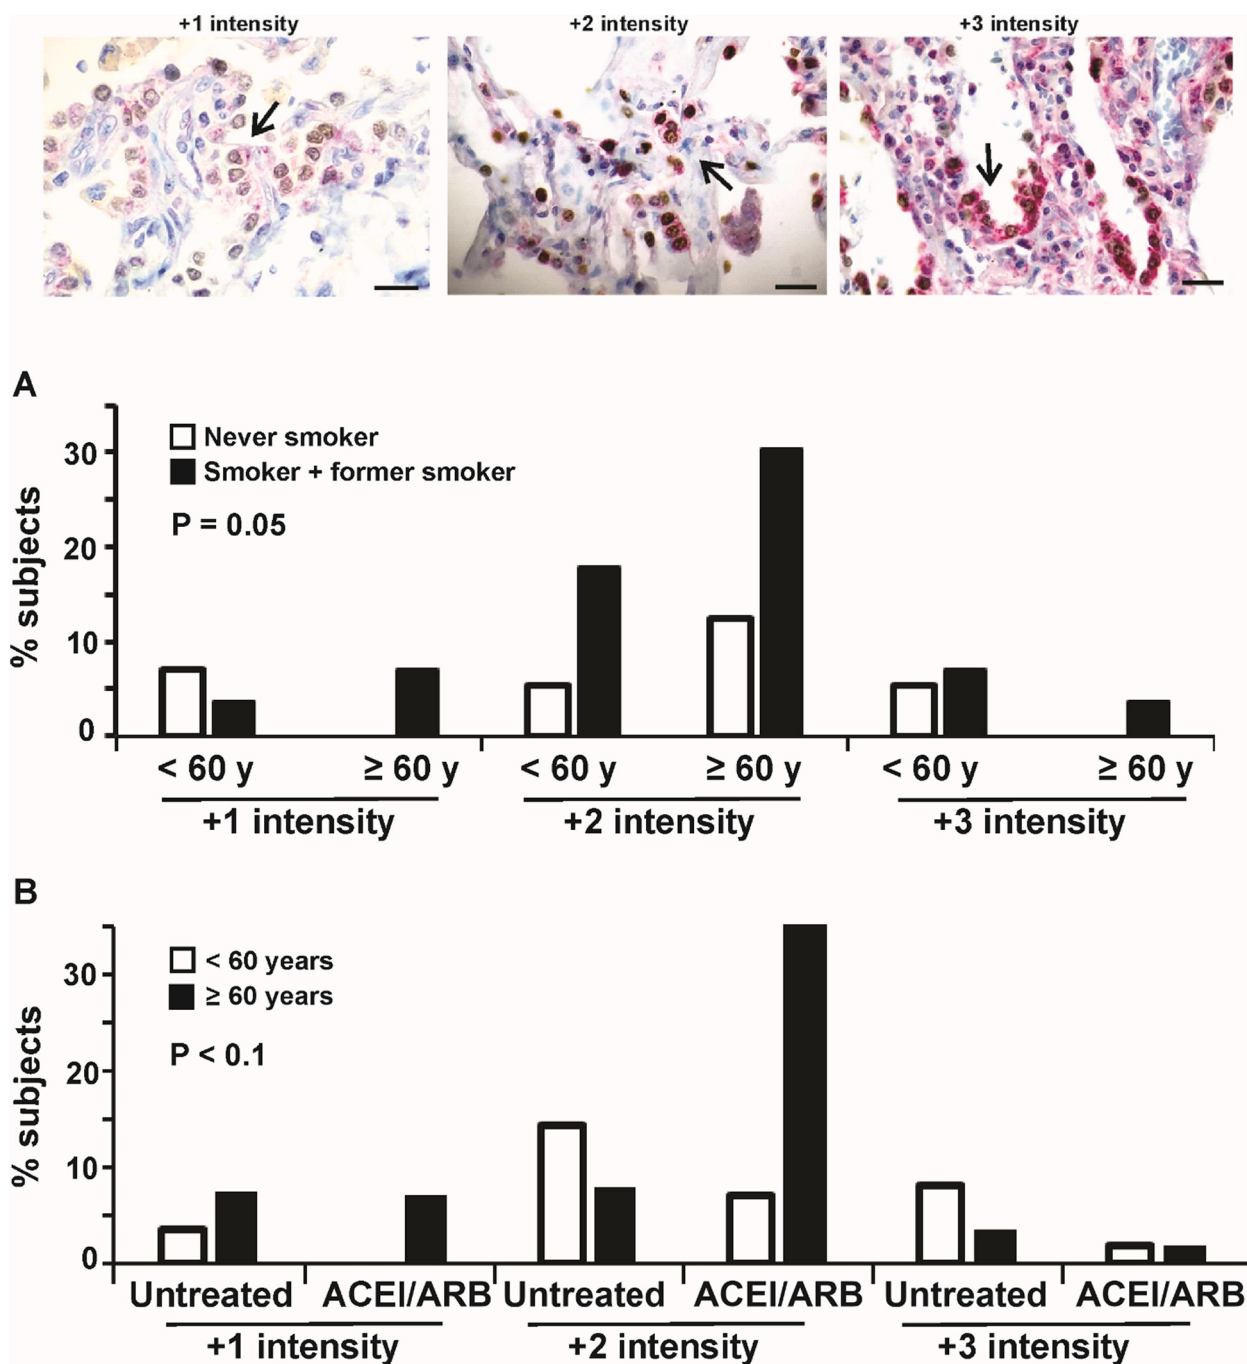 +1 intensity +2 intensity +3 intensity
A
Never smoker
Smoker + former smoker
P = 0.05
% subjects
30
20
10
0
< 60 y ≥ 60 y < 60 y ≥ 60 y < 60 y ≥ 60 y
+1 intensity +2 intensity +3 intensity
B
< 60 years
≥ 60 years
P < 0.1
% subjects
30
20
10
0
Untreated ACEI/ARB Untreated ACEI/ARB Untreated ACEI/ARB
+1 intensity +2 intensity +3 intensity